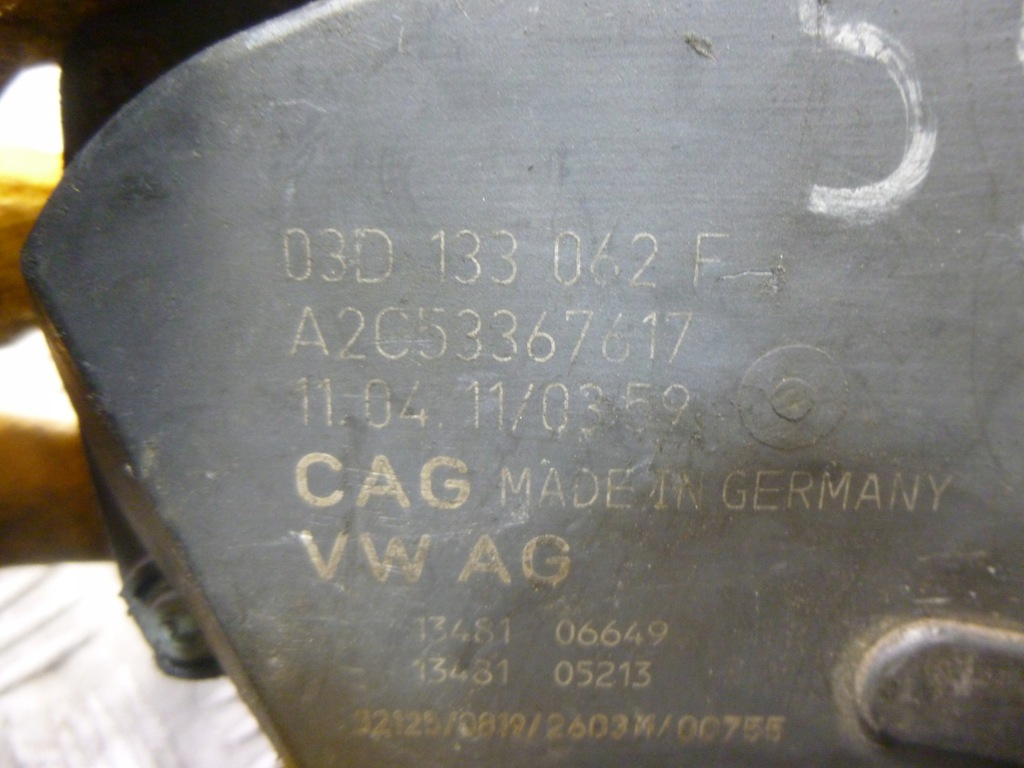 03D 133 062 F
A2C53367617
11.04.11/03:59
CAG MADE IN GERMANY
VW AG
13481 06649
13481 05213